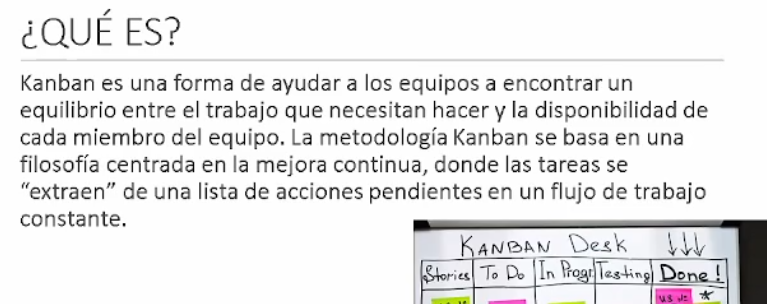 ¿QUÉ ES?
Kanban es una forma de ayudar a los equipos a encontrar un
equilibrio entre el trabajo que necesitan hacer y la disponibilidad de
cada miembro del equipo. La metodología Kanban se basa en una
filosofía centrada en la mejora continua, donde las tareas se
“extraen” de una lista de acciones pendientes en un flujo de trabajo
constante.
KANBAN Desk
Stories To Do In Progr. Testing Done !